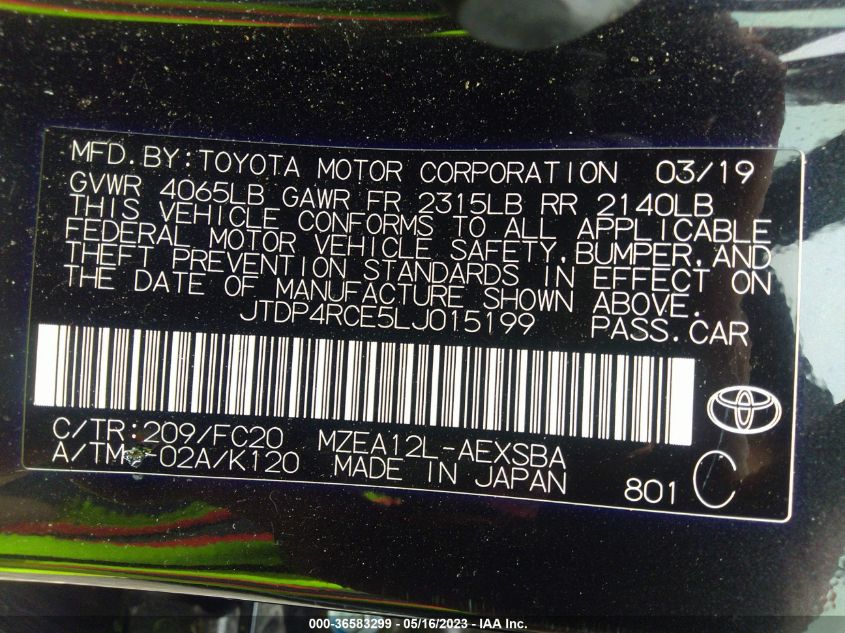 MFD.BY:TOYOTA MOTOR CORPORATION 03/19
GVWR 4065LB GAWR FR 2315LB RR 2140LB
THIS VEHICLE CONFORMS TO ALL APPLICABLE
FEDERAL MOTOR VEHICLE SAFETY,BUMPER,AND
THEFT PREVENTION STANDARDS IN EFFECT ON
THE DATE OF MANUFACTURE SHOWN ABOVE.
JTDP4RCE5LJ015199 PASS.CAR
C/TR:209/FC20 MZEA12L-AEXSBA
A/TM -02A/K120 MADE IN JAPAN 801 C
000-36583299 - 05/16/2023 - IAA Inc.